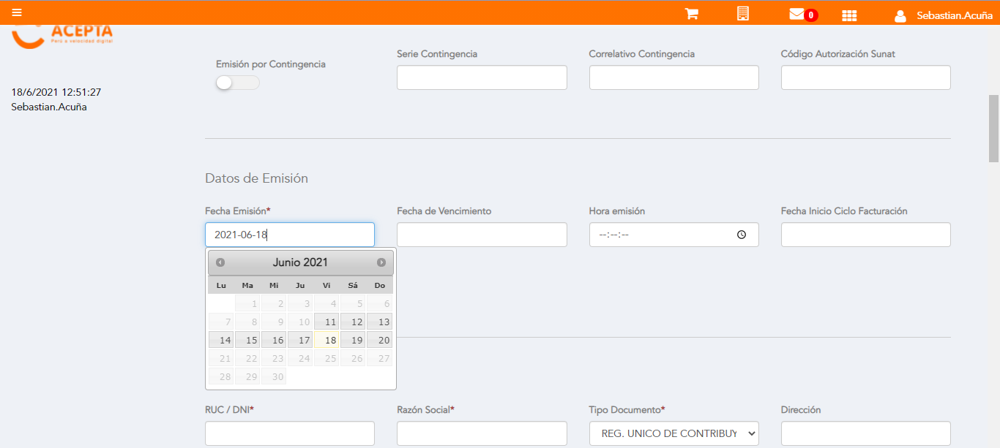 0
Sebastian.Acuña
ACEPTA
Perú a velocidad digital
18/6/2021 12:51:27
Sebastian.Acuña
Emisión por Contingencia
Serie Contingencia
Correlativo Contingencia
Código Autorización Sunat
Datos de Emisión
Fecha Emisión*
Fecha de Vencimiento
Hora emisión
Fecha Inicio Ciclo Facturación
2021-06-18
--:--:--
Junio 2021
Lu Ma Mi Ju Vi Sá Do
1 2 3 4 5 6
7 8 9 10 11 12 13
14 15 16 17 18 19 20
21 22 23 24 25 26 27
28 29 30
RUC / DNI*
Razón Social*
Tipo Documento*
Dirección
REG. UNICO DE CONTRIBUY